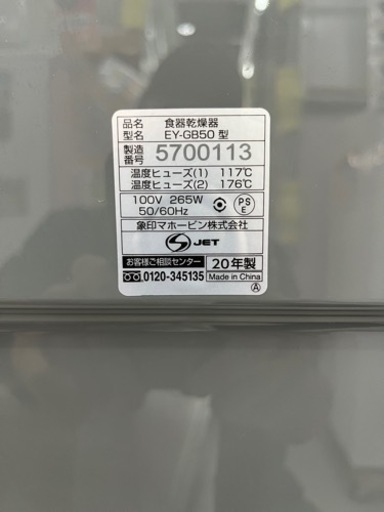 品名 食器乾燥器
型名 EY-GB50 型
製造番号 5700113
温度ヒューズ(1) 117℃
温度ヒューズ(2) 176℃
100V 265W
50/60Hz
PSE
象印マホービン株式会社
S JET
お客様ご相談センター 20年製
0120-345135 Made in China
A